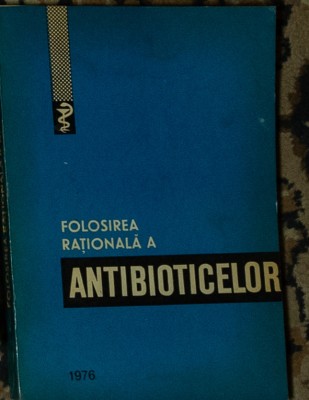 FOLOSIREA
RAȚIONALĂ A
ANTIBIOTICELOR
1976